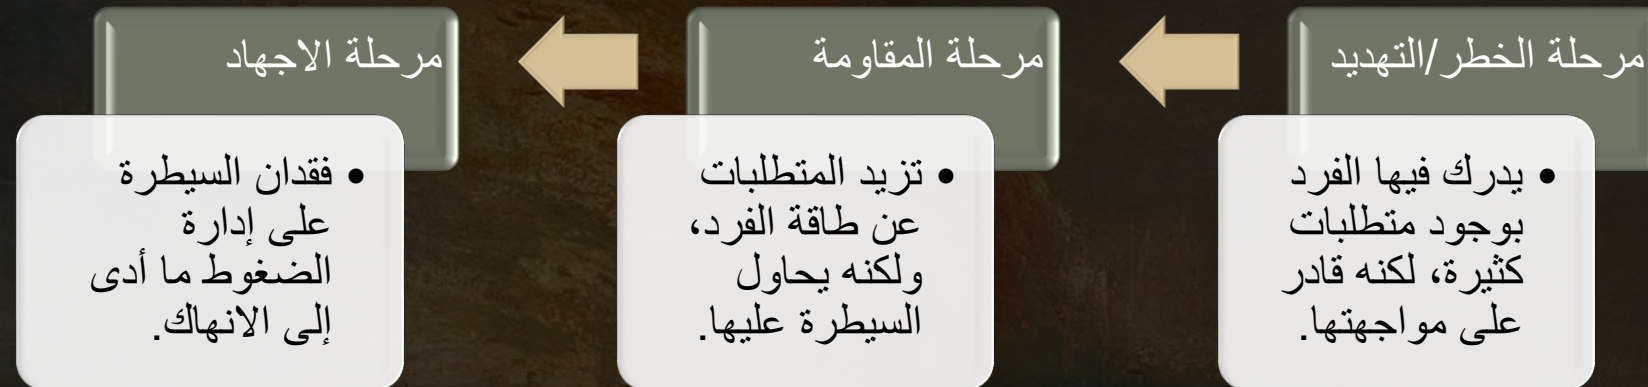 مرحلة الخطر/التهديد
• يدرك فيها الفرد
بوجود متطلبات
كثيرة، لكنه قادر
على مواجهتها.
مرحلة المقاومة
• تزيد المتطلبات
عن طاقة الفرد،
ولكنه يحاول
السيطرة عليها.
مرحلة الاجهاد
• فقدان السيطرة
على إدارة
الضغوط ما أدى
إلى الانهاك.